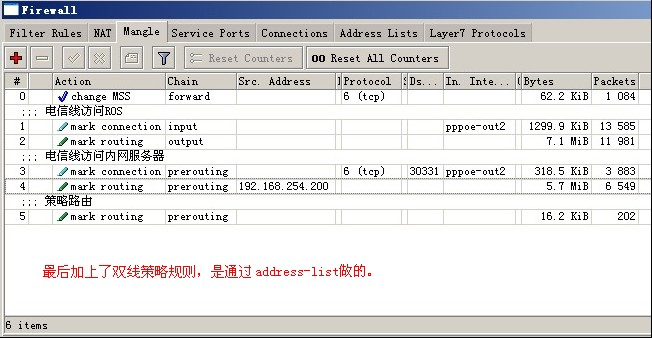 Firewall
Filter Rules NAT Mangle Service Ports Connections Address Lists Layer7 Protocols
Reset Counters 00 Reset All Counters
# Action Chain Src. Address Protocol Ds... In. Inte... Bytes Packets
0 change MSS forward 6 (tcp) 62.2 KiB 1 084
;;; 电信线访问ROS
1 mark connection input pppoe-out2 1299.9 KiB 13 585
2 mark routing output 7.1 MiB 11 981
;;; 电信线访问内网服务器
3 mark connection prerouting 6 (tcp) 30331 pppoe-out2 318.5 KiB 3 883
4 mark routing prerouting 192.168.254.200 5.7 MiB 6 549
;;; 策略路由
5 mark routing prerouting 16.2 KiB 202
最后加上了双线策略规则，是通过address-list做的。
6 items